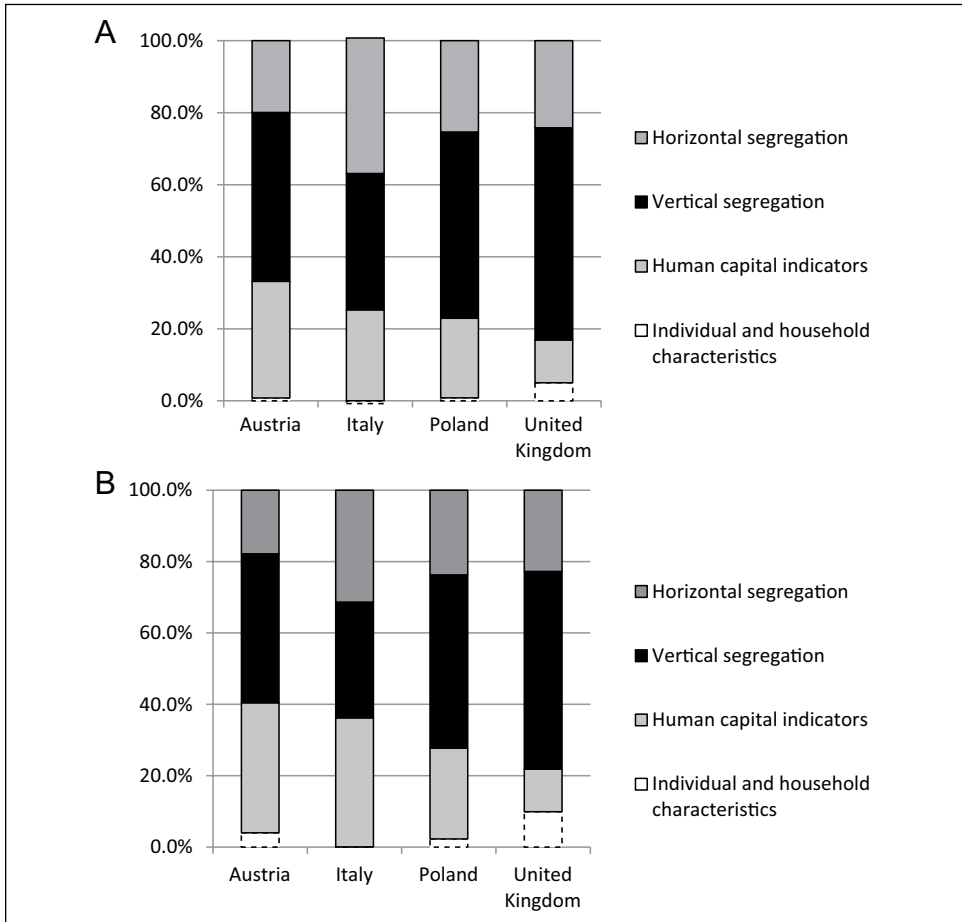 A
100.0%
80.0%
60.0%
40.0%
20.0%
0.0%
Austria
Italy
Poland
United
Kingdom
Horizontal segregation
Vertical segregation
Human capital indicators
Individual and household
characteristics
B
100.0%
80.0%
60.0%
40.0%
20.0%
0.0%
Austria
Italy
Poland
United
Kingdom
Horizontal segregation
Vertical segregation
Human capital indicators
Individual and household
characteristics